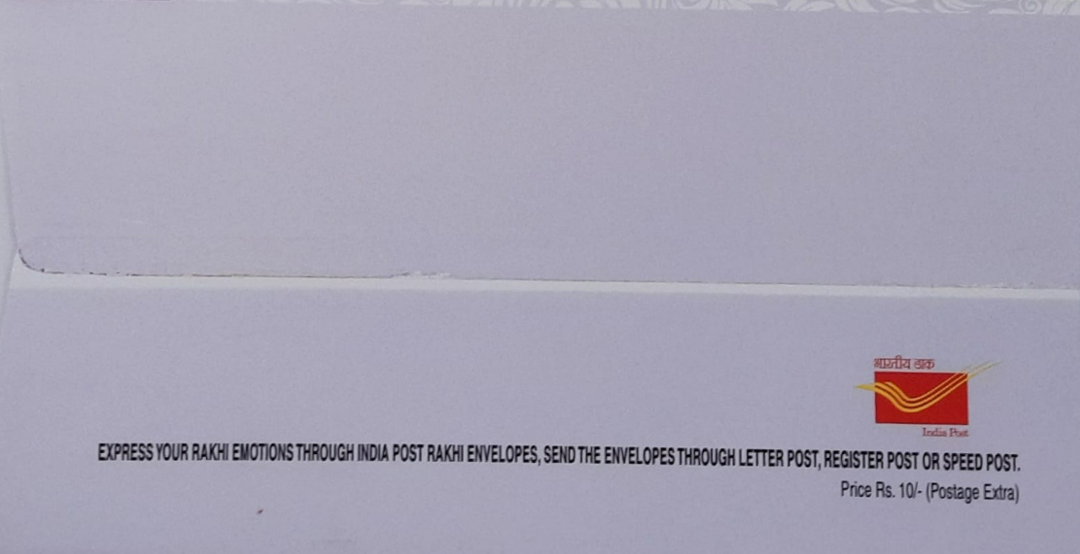 भारतीय डाक
India Post
EXPRESS YOUR RAKHI EMOTIONS THROUGH INDIA POST RAKHI ENVELOPES, SEND THE ENVELOPES THROUGH LETTER POST, REGISTER POST OR SPEED POST.
Price Rs. 10/- (Postage Extra)